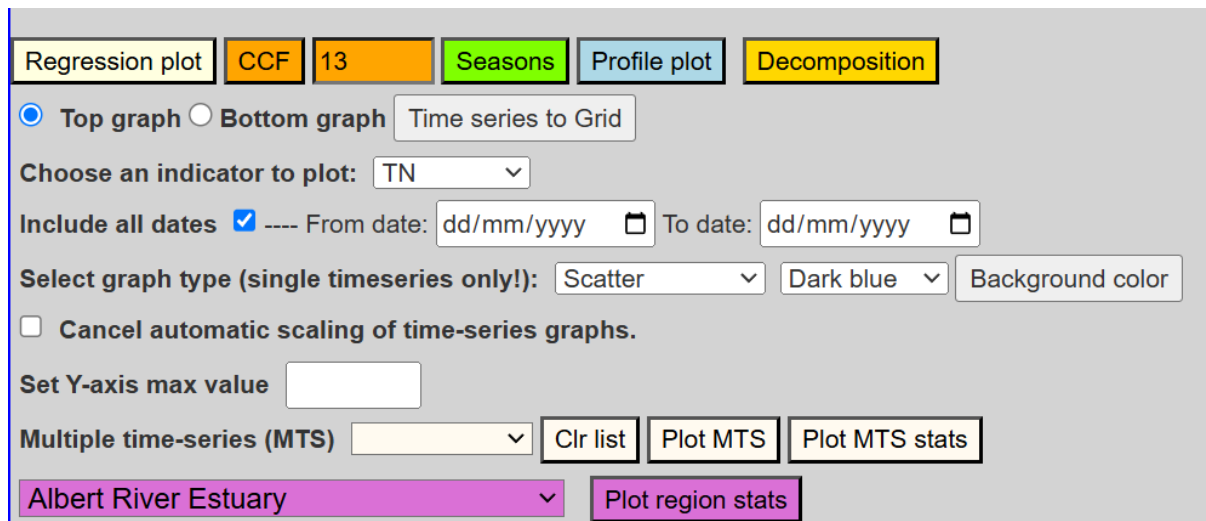 Regression plot CCF 13 Seasons Profile plot Decomposition
Top graph Bottom graph Time series to Grid
Choose an indicator to plot: TN
Include all dates ---- From date: dd/mm/yyyy To date: dd/mm/yyyy
Select graph type (single timeseries only!): Scatter Dark blue Background color
Cancel automatic scaling of time-series graphs.
Set Y-axis max value
Multiple time-series (MTS) Clr list Plot MTS Plot MTS stats
Albert River Estuary Plot region stats